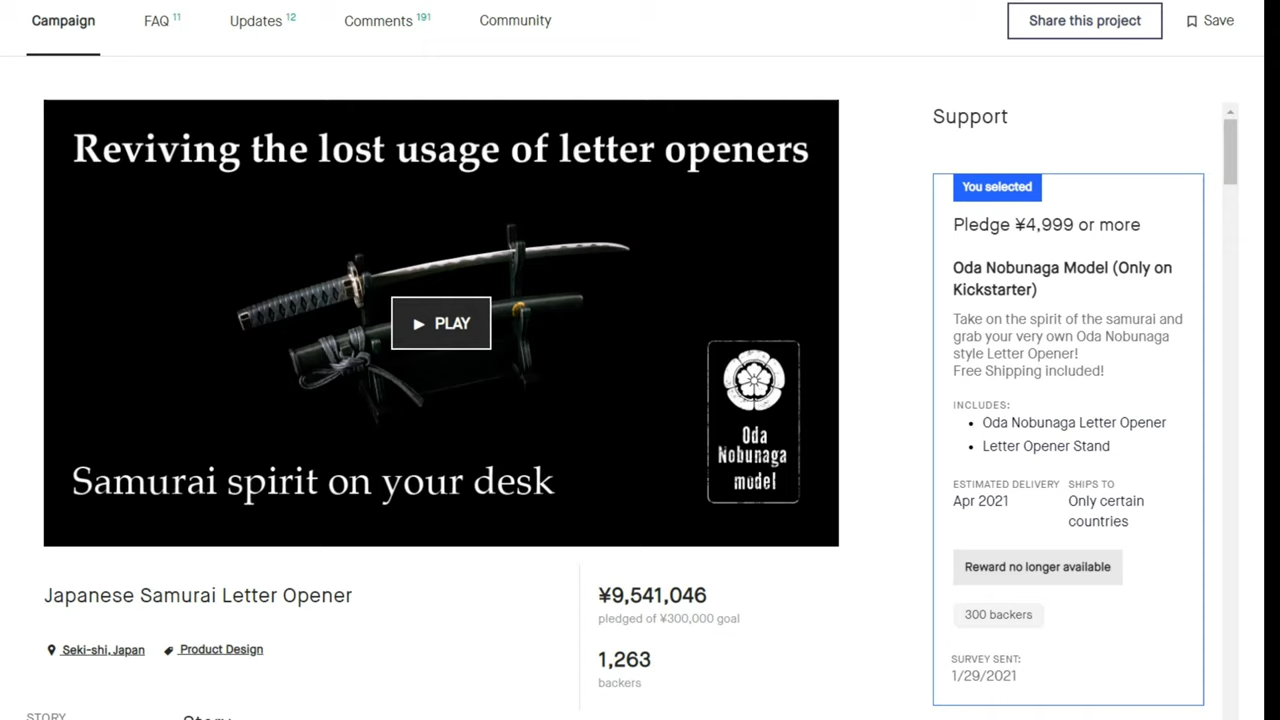 Campaign
FAQ 11
Updates 12
Comments 191
Community
Share this project
Save
Reviving the lost usage of letter openers
PLAY
Oda
Nobunaga
model
Samurai spirit on your desk
Japanese Samurai Letter Opener
Seki-shi, Japan
Product Design
¥9,541,046
pledged of ¥300,000 goal
1,263
backers
STORY
Story
Support
You selected
Pledge ¥4,999 or more
Oda Nobunaga Model (Only on
Kickstarter)
Take on the spirit of the samurai and
grab your very own Oda Nobunaga
style Letter Opener!
Free Shipping included!
INCLUDES:
• Oda Nobunaga Letter Opener
• Letter Opener Stand
ESTIMATED DELIVERY
Apr 2021
SHIPS TO
Only certain
countries
Reward no longer available
300 backers
SURVEY SENT:
1/29/2021